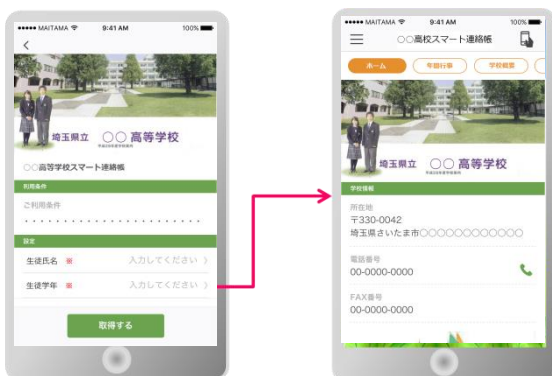 ●●●●● MAITAMA 9:41 AM 100%
<
埼玉県立 ○○ 高等学校
○○高等学校スマート連絡帳
利用条件
ご利用条件
・・・・・・・・・・・・・・・・・・・・・・
設定
生徒氏名 ※ 入力してください 〉
生徒学年 ※ 入力してください 〉
取得する
●●●●● MAITAMA 9:41 AM 100%
○○高校スマート連絡帳
ホーム 年間行事 学校概要
埼玉県立 ○○ 高等学校
学校情報
所在地
〒330-0042
埼玉県さいたま市○○○○○○○○○○○○
電話番号
00-0000-0000
FAX番号
00-0000-0000